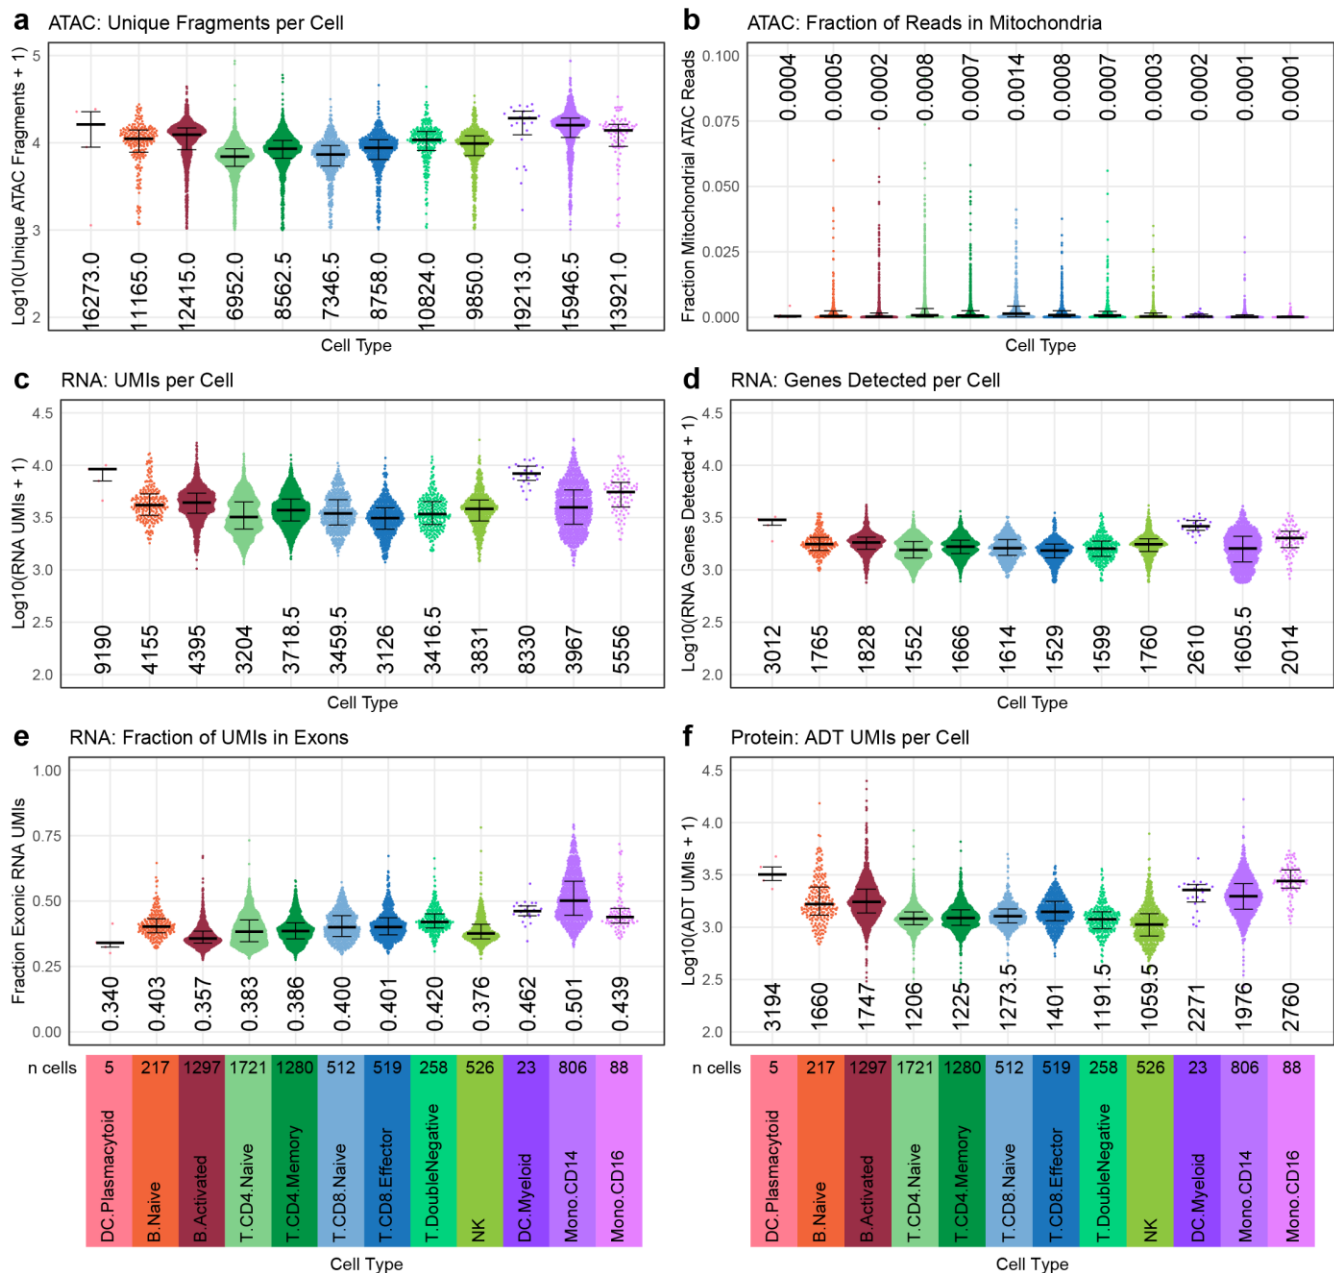 a ATAC: Unique Fragments per Cell
Log10(Unique ATAC Fragments + 1)
5
4
3
2
16273.0 11165.0 12415.0 6952.0 8562.5 7346.5 8758.0 10824.0 9850.0 19213.0 15946.5 13921.0
Cell Type
b ATAC: Fraction of Reads in Mitochondria
Fraction Mitochondrial ATAC Reads
0.100
0.075
0.050
0.025
0.000
0.0004 0.0005 0.0002 0.0008 0.0007 0.0014 0.0008 0.0007 0.0003 0.0002 0.0001 0.0001
Cell Type
c RNA: UMIs per Cell
Log10(RNA UMIs + 1)
4.5
4.0
3.5
3.0
2.5
2.0
9190 4155 4395 3204 3718.5 3459.5 3126 3416.5 3831 8330 3967 5556
Cell Type
d RNA: Genes Detected per Cell
Log10(RNA Genes Detected + 1)
4.5
4.0
3.5
3.0
2.5
2.0
3012 1765 1828 1552 1666 1614 1529 1599 1760 2610 1605.5 2014
Cell Type
e RNA: Fraction of UMIs in Exons
Fraction Exonic RNA UMIs
1.00
0.75
0.50
0.25
0.00
0.340 0.403 0.357 0.383 0.386 0.400 0.401 0.420 0.376 0.462 0.501 0.439
n cells 5 217 1297 1721 1280 512 519 258 526 23 806 88
DC.Plasmacytoid
B.Naive
B.Activated
T.CD4.Naive
T.CD4.Memory
T.CD8.Naive
T.CD8.Effector
T.DoubleNegative
NK
DC.Myeloid
Mono.CD14
Mono.CD16
Cell Type
f Protein: ADT UMIs per Cell
Log10(ADT UMIs + 1)
4.5
4.0
3.5
3.0
2.5
2.0
3194 1660 1747 1206 1225 1273.5 1401 1191.5 1059.5 2271 1976 2760
n cells 5 217 1297 1721 1280 512 519 258 526 23 806 88
DC.Plasmacytoid
B.Naive
B.Activated
T.CD4.Naive
T.CD4.Memory
T.CD8.Naive
T.CD8.Effector
T.DoubleNegative
NK
DC.Myeloid
Mono.CD14
Mono.CD16
Cell Type